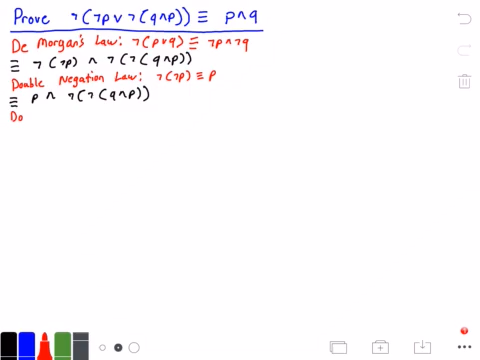 Prove ¬(¬p ∨ ¬(q ∧ p)) ≡ p ∧ q
De Morgan's Law: ¬(p ∨ q) ≡ ¬p ∧ ¬q
≡ ¬(¬p) ∧ ¬(¬(q ∧ p))
Double Negation Law: ¬(¬p) ≡ p
≡ p ∧ ¬(¬(q ∧ p))
Do